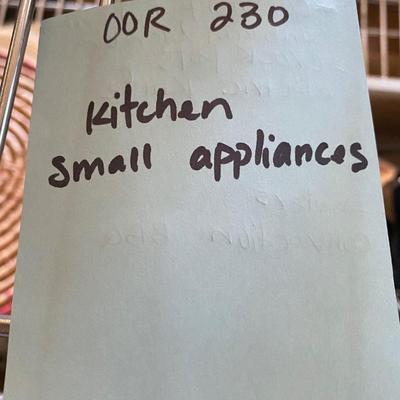 OOR 230
Kitchen
small appliances